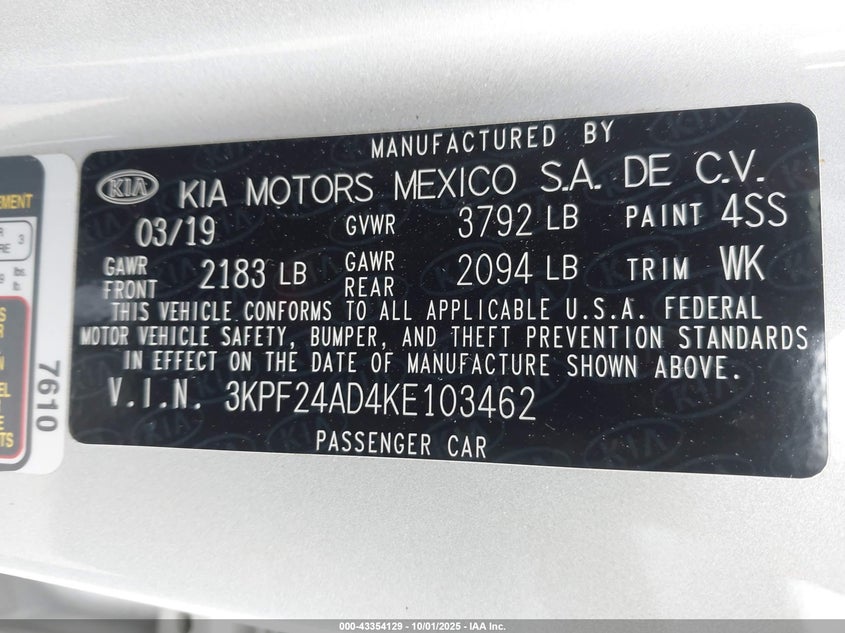 MANUFACTURED BY
KIA KIA MOTORS MEXICO S.A. DE C.V.
03/19 GVWR 3792 LB PAINT 4SS
GAWR FRONT 2183 LB GAWR REAR 2094 LB TRIM WK
THIS VEHICLE CONFORMS TO ALL APPLICABLE U.S.A. FEDERAL
MOTOR VEHICLE SAFETY, BUMPER, AND THEFT PREVENTION STANDARDS
IN EFFECT ON THE DATE OF MANUFACTURE SHOWN ABOVE.
V.I.N. 3KPF24AD4KE103462
PASSENGER CAR
7610
3
lbs.
lb.
000-43354129 - 10/01/2025 - IAA Inc.